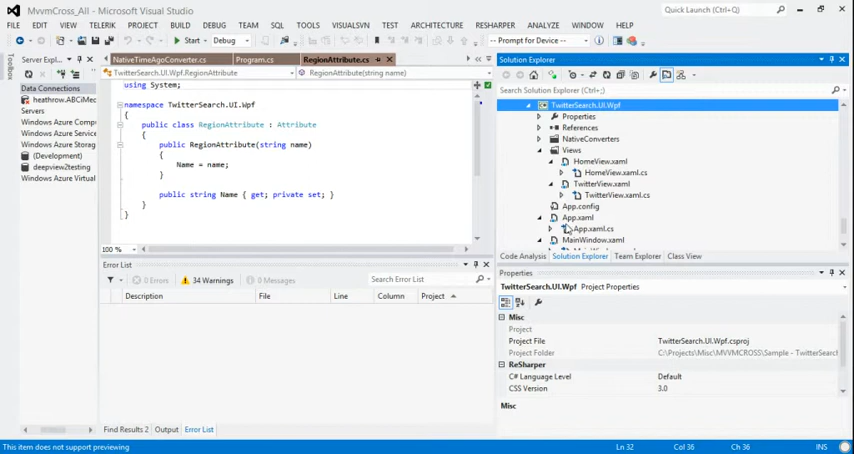 MvvmCross_All - Microsoft Visual Studio
Quick Launch (Ctrl+Q)
FILE EDIT VIEW TELERIK PROJECT BUILD DEBUG TEAM SQL TOOLS VISUALSVN TEST ARCHITECTURE RESHARPER ANALYZE WINDOW HELP
Start Debug -- Prompt for Device
Toolbox
Server Expl...
Data Connections
heathrow.ABCiMec
Servers
Windows Azure Compu
Windows Azure Storag
(Development)
deepview2testing
Windows Azure Virtual
NativeTimeAgoConverter.cs Program.cs RegionAttribute.cs
TwitterSearch.UI.Wpf.RegionAttribute RegionAttribute(string name)
using System;
namespace TwitterSearch.UI.Wpf
{
public class RegionAttribute : Attribute
{
public RegionAttribute(string name)
{
Name = name;
}
public string Name { get; private set; }
}
}
100 %
Error List
0 Errors 34 Warnings 0 Messages Search Error List
Description File Line Column Project
Find Results 2 Output Error List
Solution Explorer
Search Solution Explorer (Ctrl+;)
TwitterSearch.UI.Wpf
Properties
References
NativeConverters
Views
HomeView.xaml
HomeView.xaml.cs
TwitterView.xaml
TwitterView.xaml.cs
App.config
App.xaml
App.xaml.cs
MainWindow.xaml
Code Analysis Solution Explorer Team Explorer Class View
Properties
TwitterSearch.UI.Wpf Project Properties
Misc
Project
Project File TwitterSearch.UI.Wpf.csproj
Project Folder C:\Projects\Misc\MVVMCROSS\Sample - TwitterSearch
ReSharper
C# Language Level Default
CSS Version 3.0
Misc
This item does not support previewing Ln 32 Col 36 Ch 36 INS